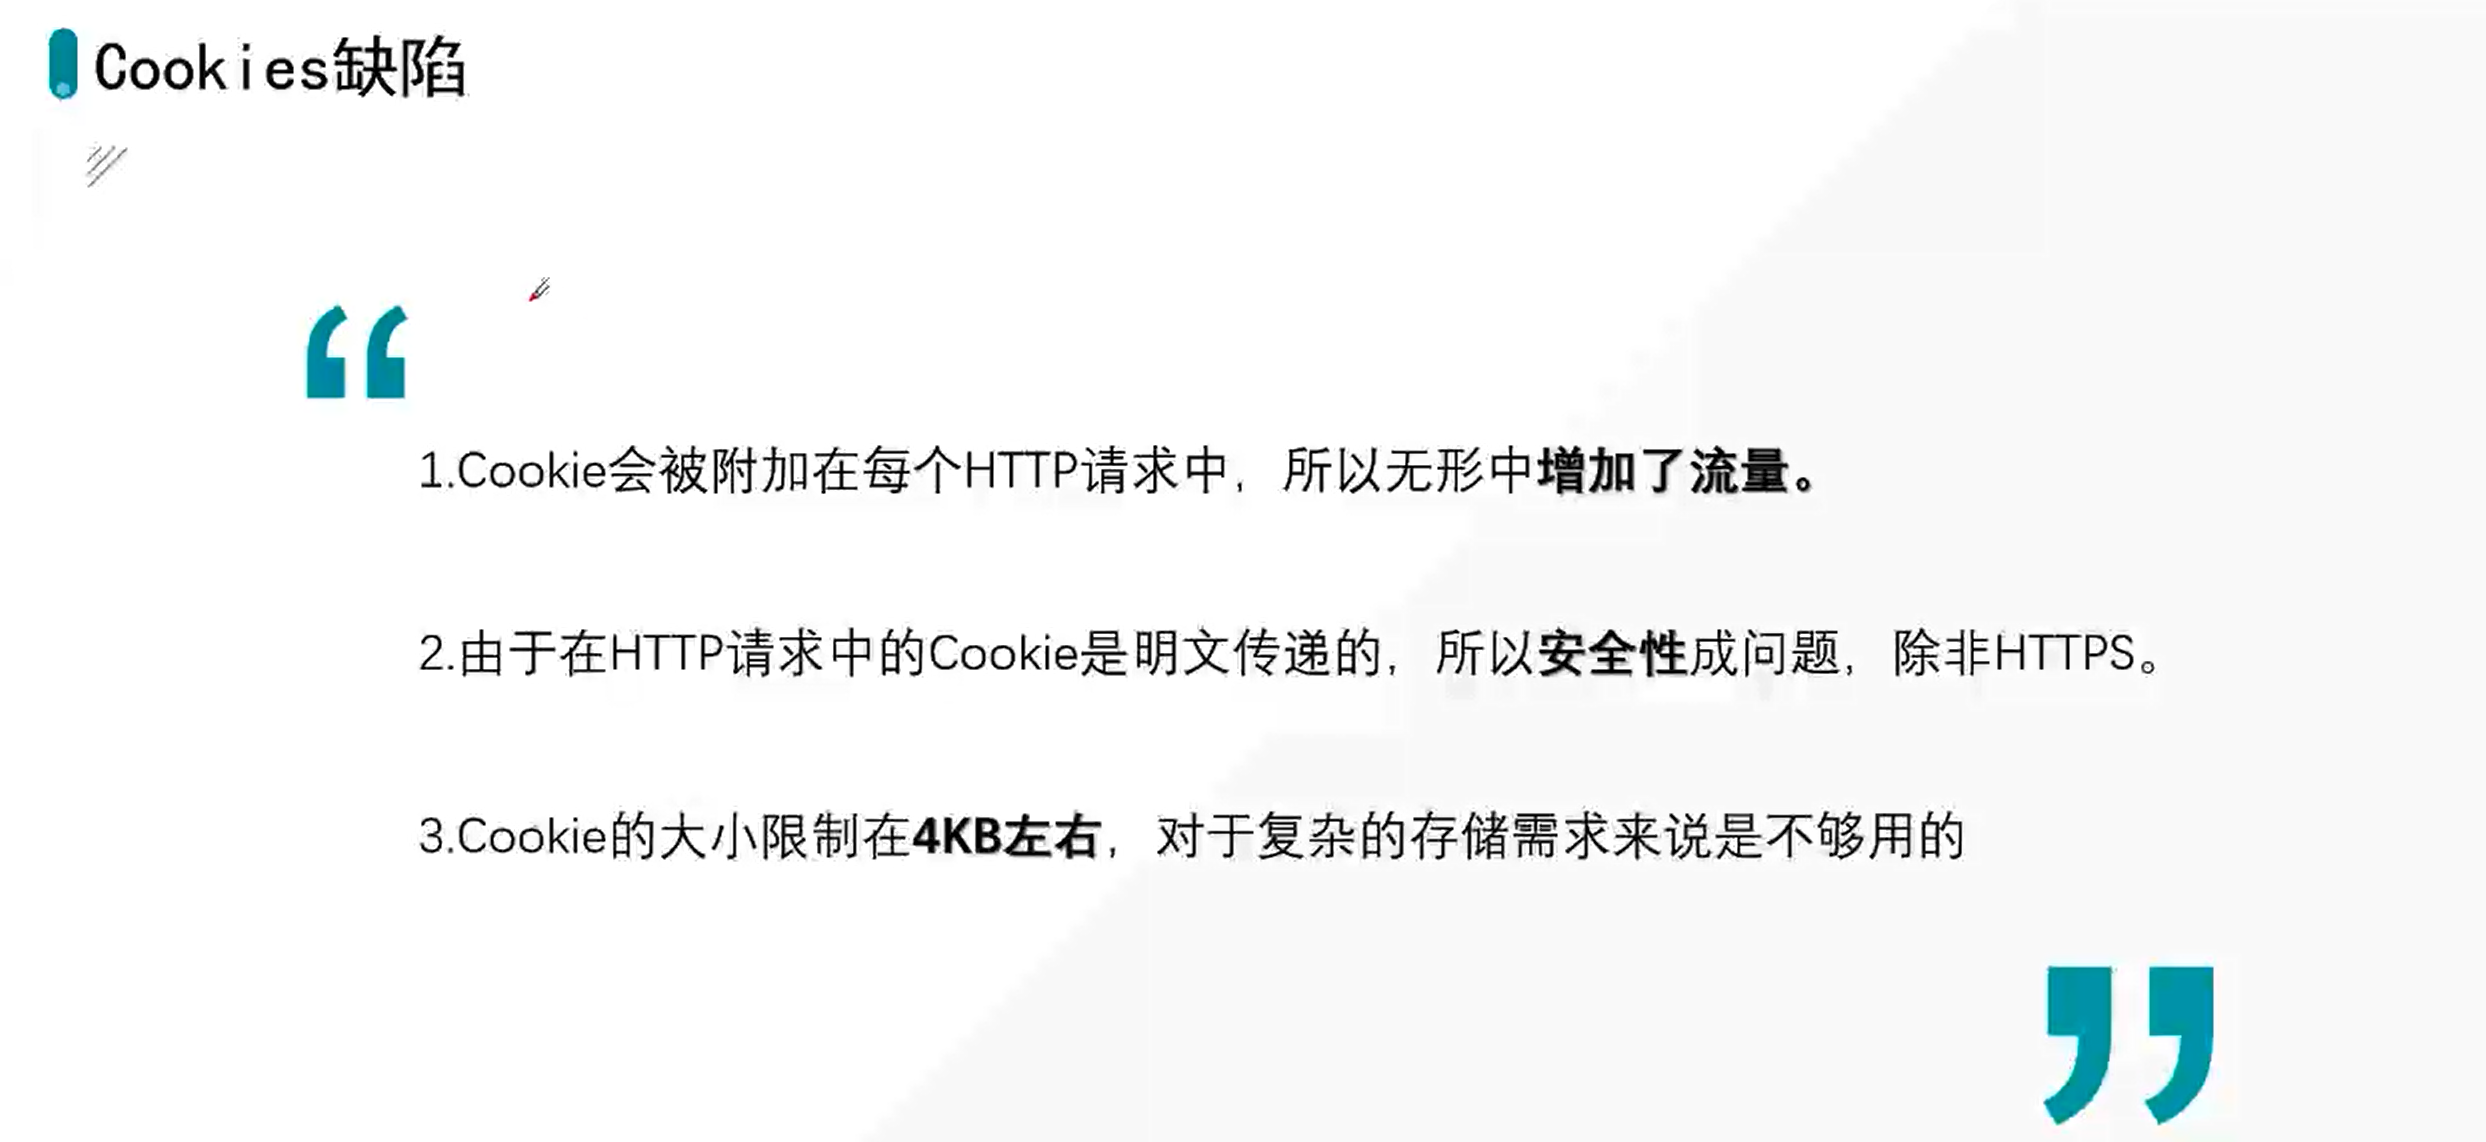 Cookies缺陷
1.Cookie会被附加在每个HTTP请求中，所以无形中增加了流量。
2.由于在HTTP请求中的Cookie是明文传递的，所以安全性成问题，除非HTTPS。
3.Cookie的大小限制在4KB左右，对于复杂的存储需求来说是不够用的